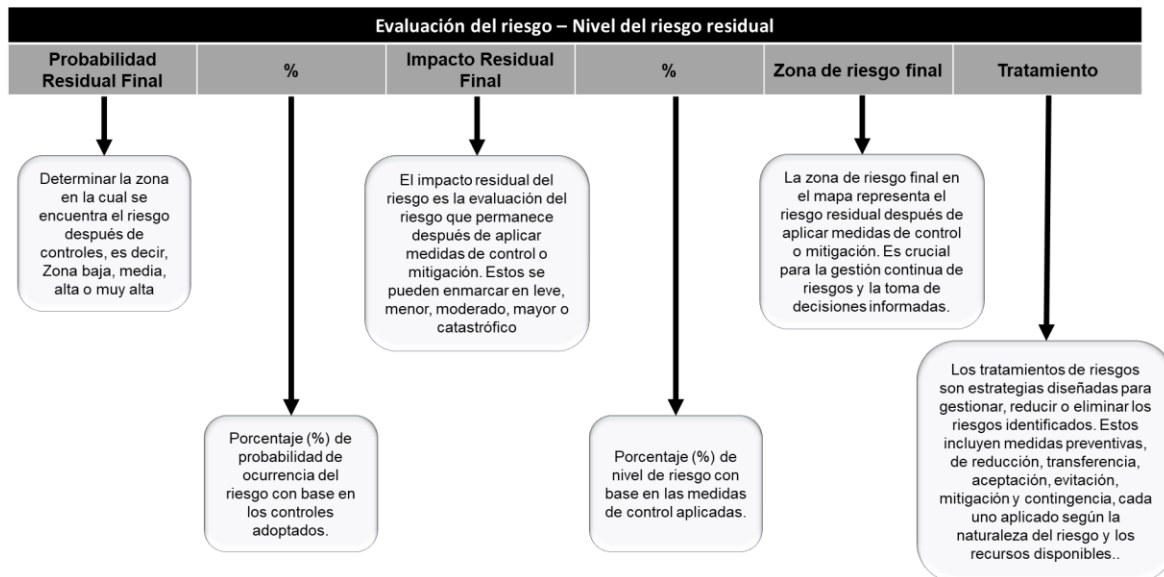 Evaluación del riesgo – Nivel del riesgo residual
Probabilidad
Residual Final
%
Impacto Residual
Final
%
Zona de riesgo final
Tratamiento
Determinar la zona
en la cual se
encuentra el riesgo
después de
controles, es decir,
Zona baja, media,
alta o muy alta
Porcentaje (%) de
probabilidad de
ocurrencia del
riesgo con base en
los controles
adoptados.
El impacto residual del
riesgo es la evaluación del
riesgo que permanece
después de aplicar
medidas de control o
mitigación. Estos se
pueden enmarcar en leve,
menor, moderado, mayor o
catastrófico
Porcentaje (%) de
nivel de riesgo con
base en las medidas
de control aplicadas.
La zona de riesgo final en
el mapa representa el
riesgo residual después de
aplicar medidas de control
o mitigación. Es crucial
para la gestión continua de
riesgos y la toma de
decisiones informadas.
Los tratamientos de riesgos
son estrategias diseñadas para
gestionar, reducir o eliminar los
riesgos identificados. Estos
incluyen medidas preventivas,
de reducción, transferencia,
aceptación, evitación,
mitigación y contingencia, cada
uno aplicado según la
naturaleza del riesgo y los
recursos disponibles..